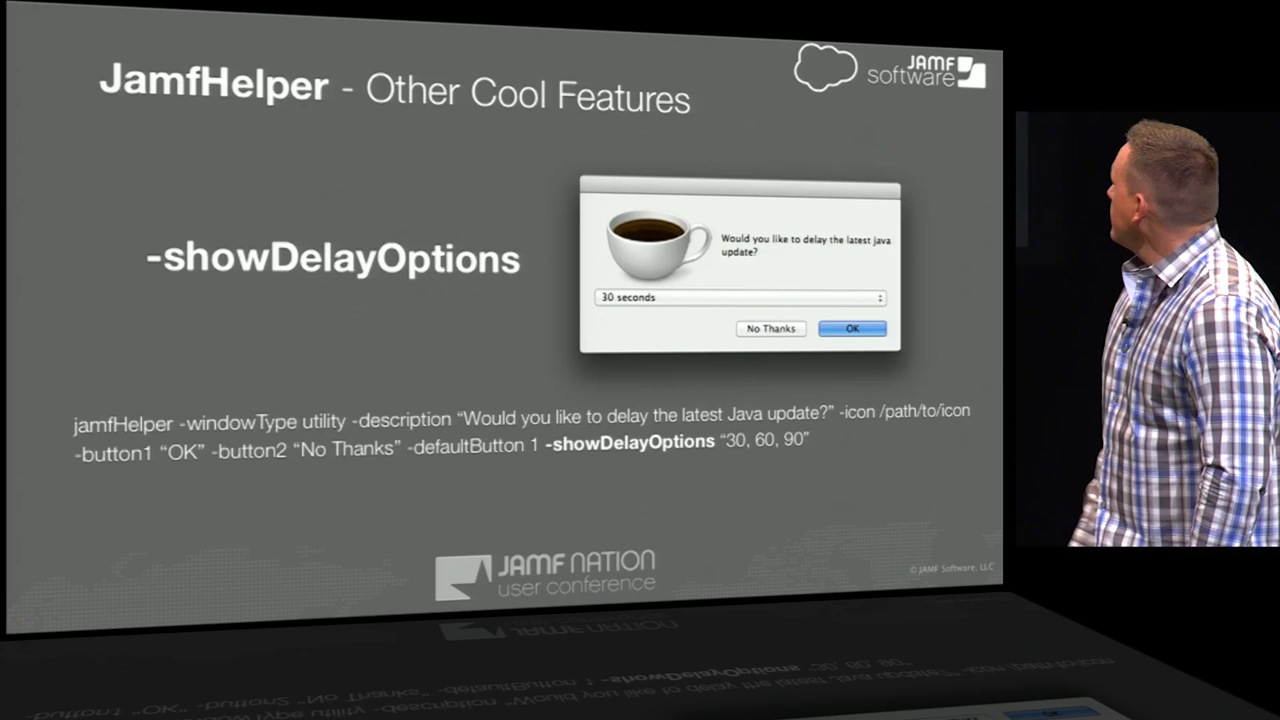 JamfHelper - Other Cool Features
JAMF
software
-showDelayOptions
Would you like to delay the latest java
update?
30 seconds
No Thanks
OK
jamfHelper -windowType utility -description “Would you like to delay the latest Java update?” -icon /path/to/icon
-button1 “OK” -button2 “No Thanks” -defaultButton 1 -showDelayOptions “30, 60, 90”
JAMF NATION
user conference
© JAMF Software, LLC